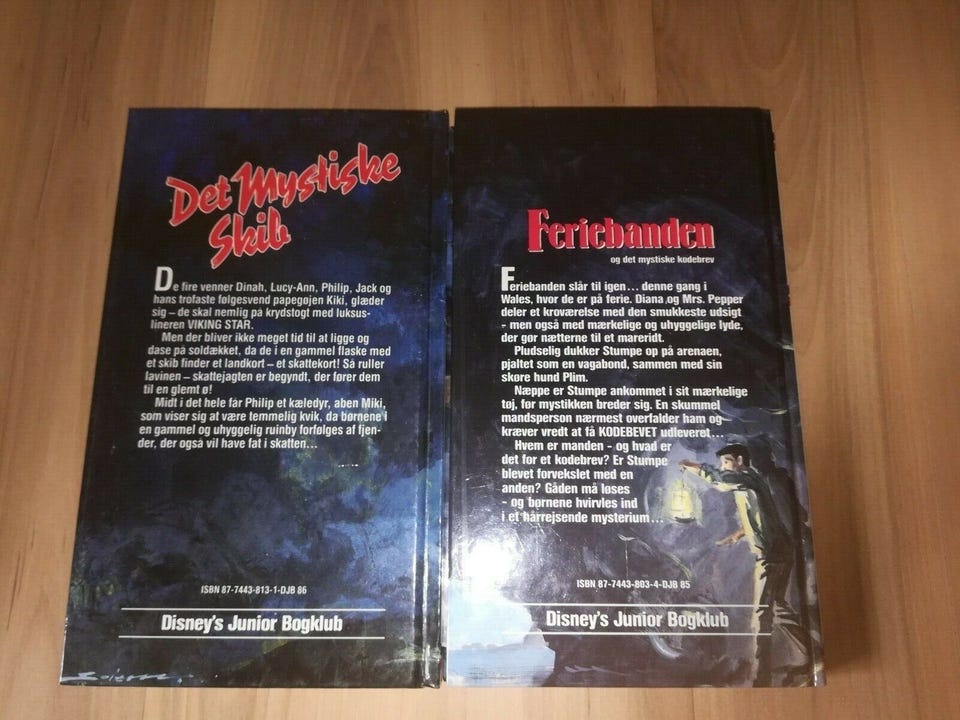 Det Mystiske
Skib
De fire venner Dinah, Lucy-Ann, Philip, Jack og
hans trofaste følgesvend papegøjen Kiki, glæder
sig – de skal nemlig på krydstogt med luksus-
lineren VIKING STAR.
Men der bliver ikke meget tid til at ligge og
dase på soldækket, da de i en gammel flaske med
et skib finder et landkort – et skattekort! Så ruller
lavinen – skattejagten er begyndt, der fører dem
til en glemt ø!
Midt i det hele får Philip et kæledyr, aben Miki,
som viser sig at være temmelig kvik, da børnene i
en gammel og uhyggelig ruinby forfølges af fjen-
der, der også vil have fat i skatten...
ISBN 87-7443-813-1-DJB 86
Disney's Junior Bogklub
Feriebanden
og det mystiske kodebrev
Feriebanden slår til igen... denne gang i
Wales, hvor de er på ferie. Diana og Mrs. Pepper
deler et kroværelse med den smukkeste udsigt
- men også med mærkelige og uhyggelige lyde,
der gør nætterne til et mareridt.
Pludselig dukker Stumpe op på arenaen,
pjaltet som en vagabond, sammen med sin
skøre hund Plim.
Næppe er Stumpe ankommet i sit mærkelige
tøj, før mystikken breder sig. En skummel
mandsperson nærmest overfalder ham og
kræver vredt at få KODEBEVET udleveret...
Hvem er manden - og hvad er
det for et kodebrev? Er Stumpe
blevet forvekslet med en
anden? Gåden må løses
- og børnene hvirvles ind
i et hårrejsende mysterium...
ISBN 87-7443-803-4-DJB 85
Disney's Junior Bogklub